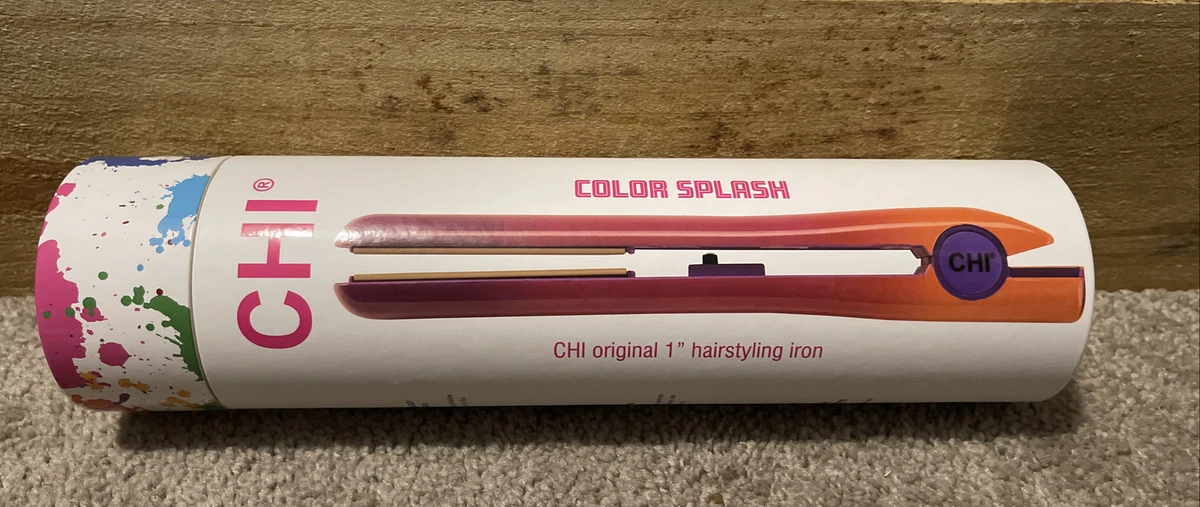 CHI®
COLOR SPLASH
CHI®
CHI original 1” hairstyling iron